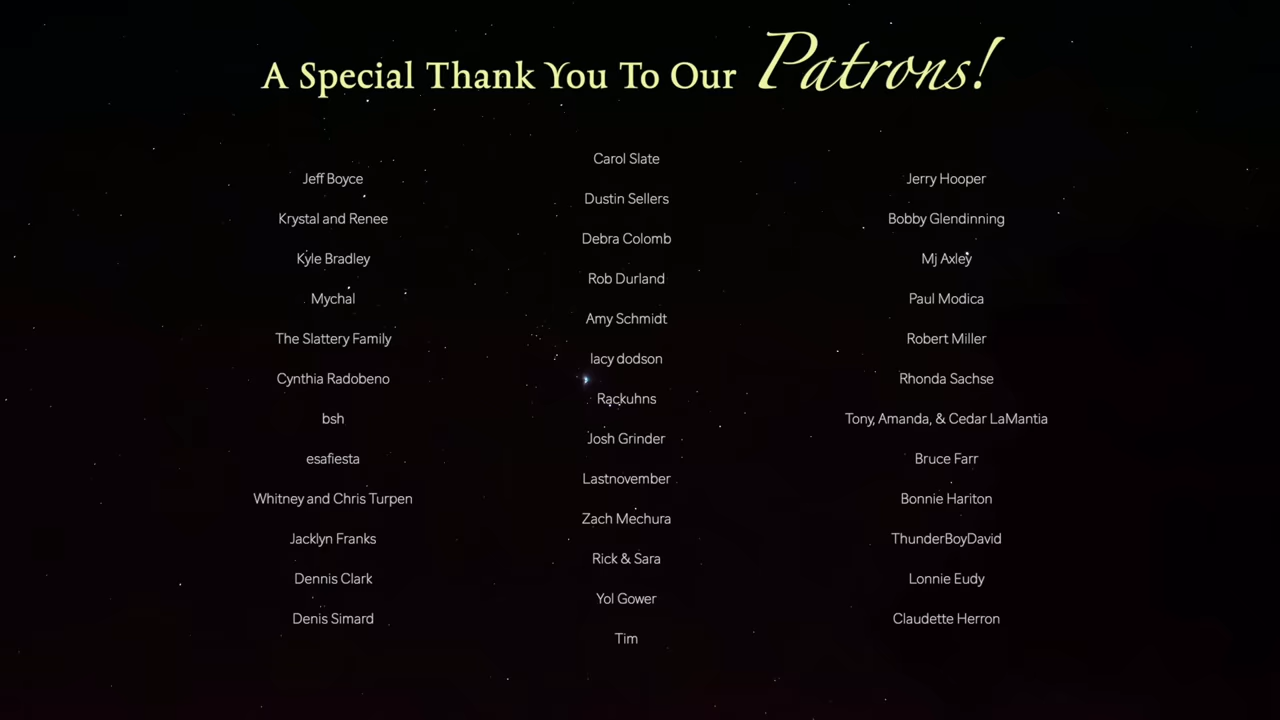 A Special Thank You To Our Patrons!
Jeff Boyce
Krystal and Renee
Kyle Bradley
Mychal
The Slattery Family
Cynthia Radobeno
bsh
esafiesta
Whitney and Chris Turpen
Jacklyn Franks
Dennis Clark
Denis Simard
Carol Slate
Dustin Sellers
Debra Colomb
Rob Durland
Amy Schmidt
lacy dodson
Rackuhns
Josh Grinder
Lastnovember
Zach Mechura
Rick & Sara
Yol Gower
Tim
Jerry Hooper
Bobby Glendinning
Mj Axley
Paul Modica
Robert Miller
Rhonda Sachse
Tony, Amanda, & Cedar LaMantia
Bruce Farr
Bonnie Hariton
ThunderBoyDavid
Lonnie Eudy
Claudette Herron